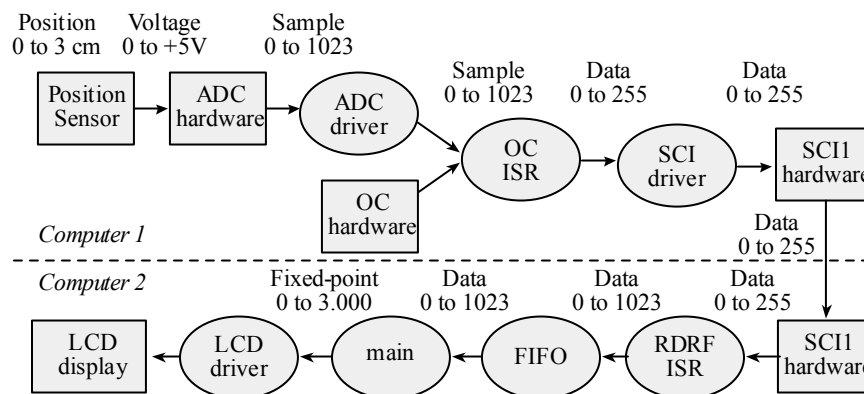 Position
0 to 3 cm
Voltage
0 to +5V
Sample
0 to 1023
Position
Sensor
ADC
hardware
ADC
driver
Sample
0 to 1023
Data
0 to 255
Data
0 to 255
OC
ISR
SCI
driver
SCI1
hardware
OC
hardware
Computer 1
Data
0 to 255
Computer 2
Fixed-point
0 to 3.000
Data
0 to 1023
Data
0 to 1023
Data
0 to 255
LCD
display
LCD
driver
main
FIFO
RDRF
ISR
SCI1
hardware